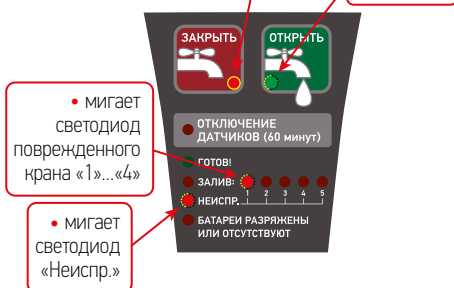 ЗАКРЫТЬ
ОТКРЫТЬ
ОТКЛЮЧЕНИЕ
ДАТЧИКОВ (60 минут)
ГОТОВ!
ЗАЛИВ:
НЕИСПР.
1 2 3 4 5
БАТАРЕИ РАЗРЯЖЕНЫ
ИЛИ ОТСУТСТВУЮТ
• мигает
светодиод
поврежденного
крана «1»...«4»
• мигает
светодиод
«Неиспр.»